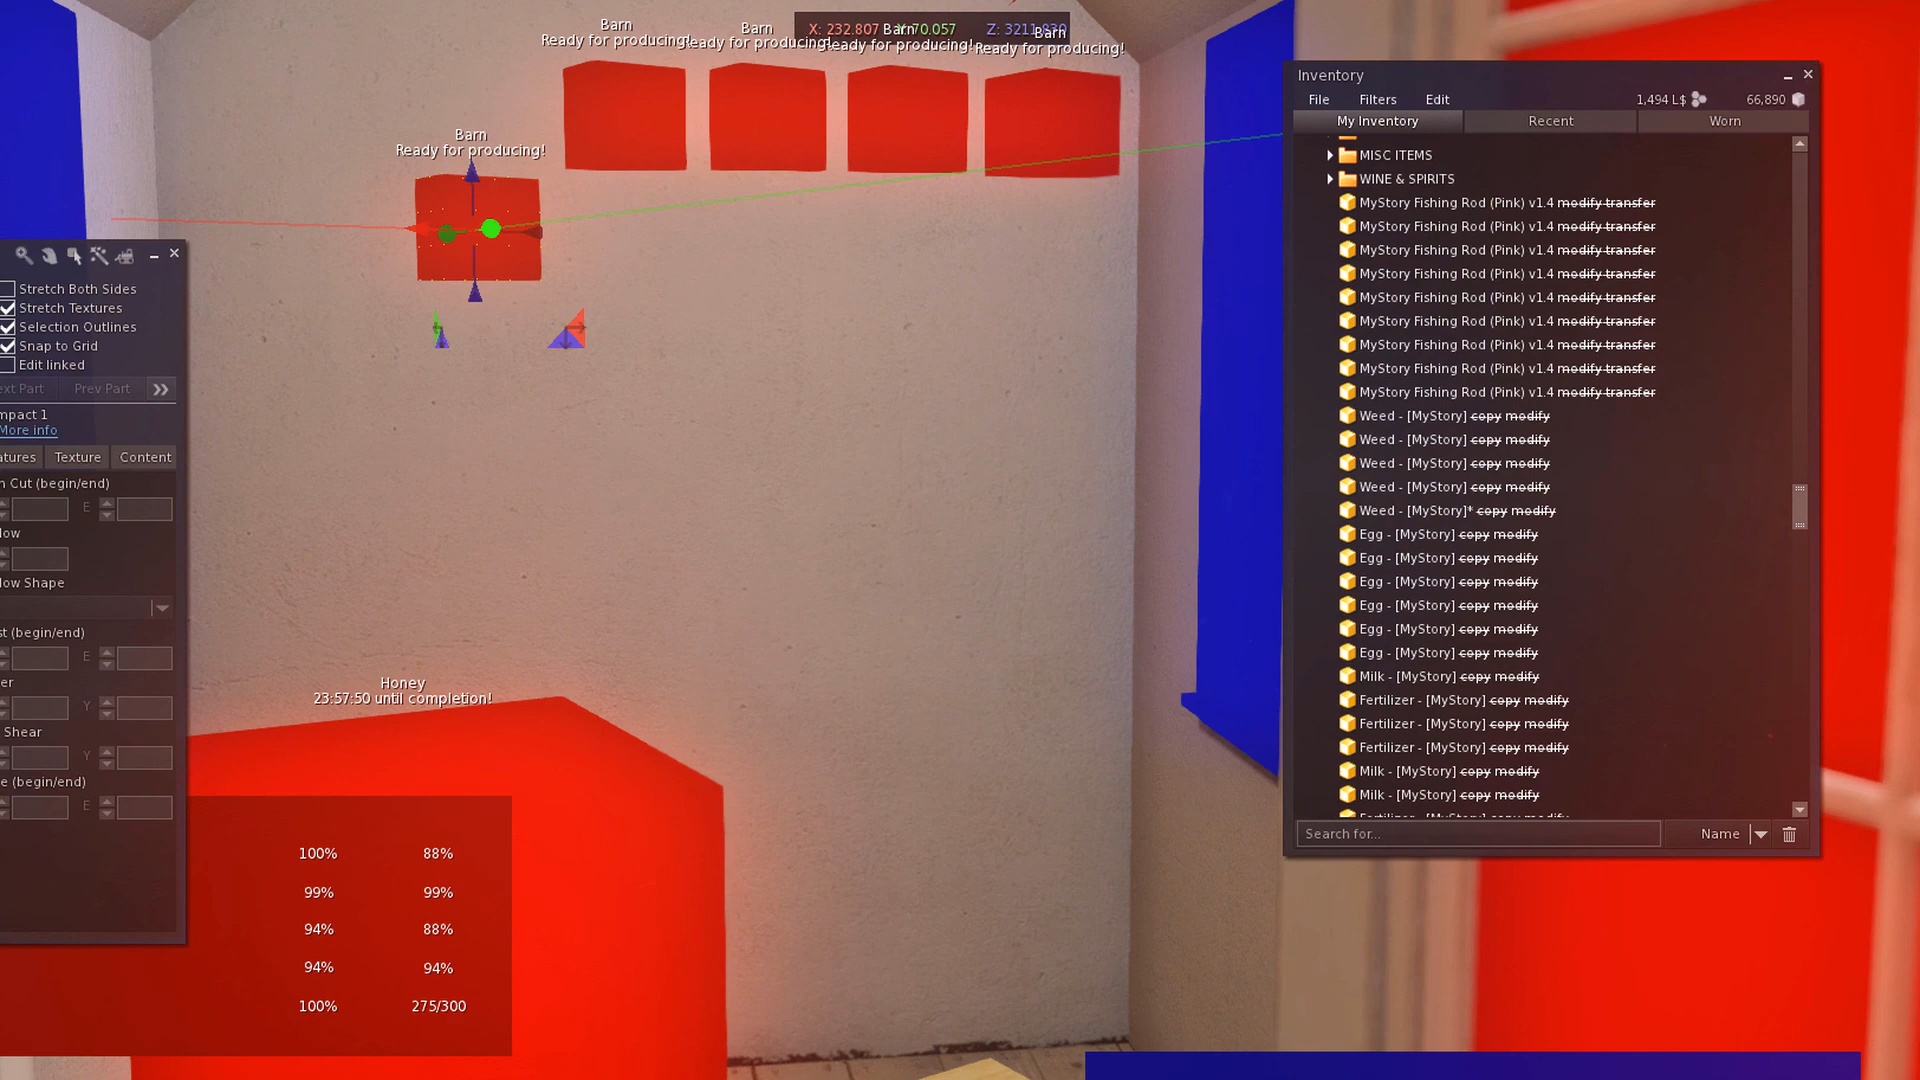 Barn
Ready for producing!
Barn
Ready for producing!
Barn
Ready for producing!
Barn
Ready for producing!
X: 232.807 Y: 70.057 Z: 3211.830
Barn
Ready for producing!
Stretch Both Sides
Stretch Textures
Selection Outlines
Snap to Grid
Edit linked
ext Part
Prev Part
mpact 1
More info
atures
Texture
Content
n Cut (begin/end)
E
low
low Shape
st (begin/end)
E
er
Y
Shear
Y
e (begin/end)
E
Honey
23:57:50 until completion!
100% 88%
99% 99%
94% 88%
94% 94%
100% 275/300
Inventory
File Filters Edit 1,494 L$ 66,890
My Inventory Recent Worn
MISC ITEMS
WINE & SPIRITS
MyStory Fishing Rod (Pink) v1.4 modify transfer
MyStory Fishing Rod (Pink) v1.4 modify transfer
MyStory Fishing Rod (Pink) v1.4 modify transfer
MyStory Fishing Rod (Pink) v1.4 modify transfer
MyStory Fishing Rod (Pink) v1.4 modify transfer
MyStory Fishing Rod (Pink) v1.4 modify transfer
MyStory Fishing Rod (Pink) v1.4 modify transfer
MyStory Fishing Rod (Pink) v1.4 modify transfer
MyStory Fishing Rod (Pink) v1.4 modify transfer
Weed - [MyStory] copy modify
Weed - [MyStory] copy modify
Weed - [MyStory] copy modify
Weed - [MyStory] copy modify
Weed - [MyStory]* copy modify
Egg - [MyStory] copy modify
Egg - [MyStory] copy modify
Egg - [MyStory] copy modify
Egg - [MyStory] copy modify
Egg - [MyStory] copy modify
Egg - [MyStory] copy modify
Milk - [MyStory] copy modify
Fertilizer - [MyStory] copy modify
Fertilizer - [MyStory] copy modify
Fertilizer - [MyStory] copy modify
Milk - [MyStory] copy modify
Milk - [MyStory] copy modify
Search for...
Name